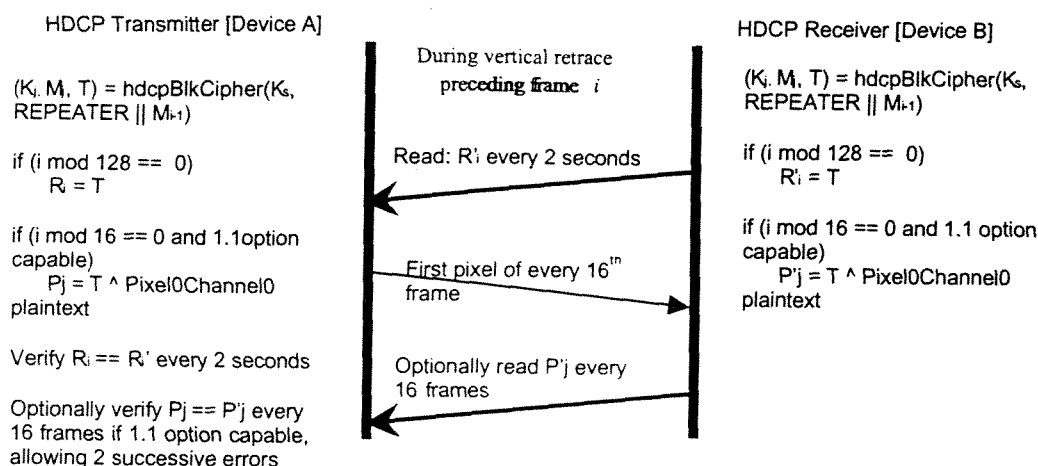 HDCP Transmitter [Device A]
(Ki, Mi, T) = hdcpBlkCipher(Ks,
REPEATER || Mi-1)
if (i mod 128 == 0)
Ri = T
if (i mod 16 == 0 and 1.1option
capable)
Pj = T ^ Pixel0Channel0
plaintext
Verify Ri == Ri' every 2 seconds
Optionally verify Pj == P'j every
16 frames if 1.1 option capable,
allowing 2 successive errors
During vertical retrace
preceding frame i
Read: R'i every 2 seconds
First pixel of every 16th
frame
Optionally read P'j every
16 frames
HDCP Receiver [Device B]
(Ki, Mi, T) = hdcpBlkCipher(Ks,
REPEATER || Mi-1)
if (i mod 128 == 0)
R'i = T
if (i mod 16 == 0 and 1.1 option
capable)
P'j = T ^ Pixel0Channel0
plaintext